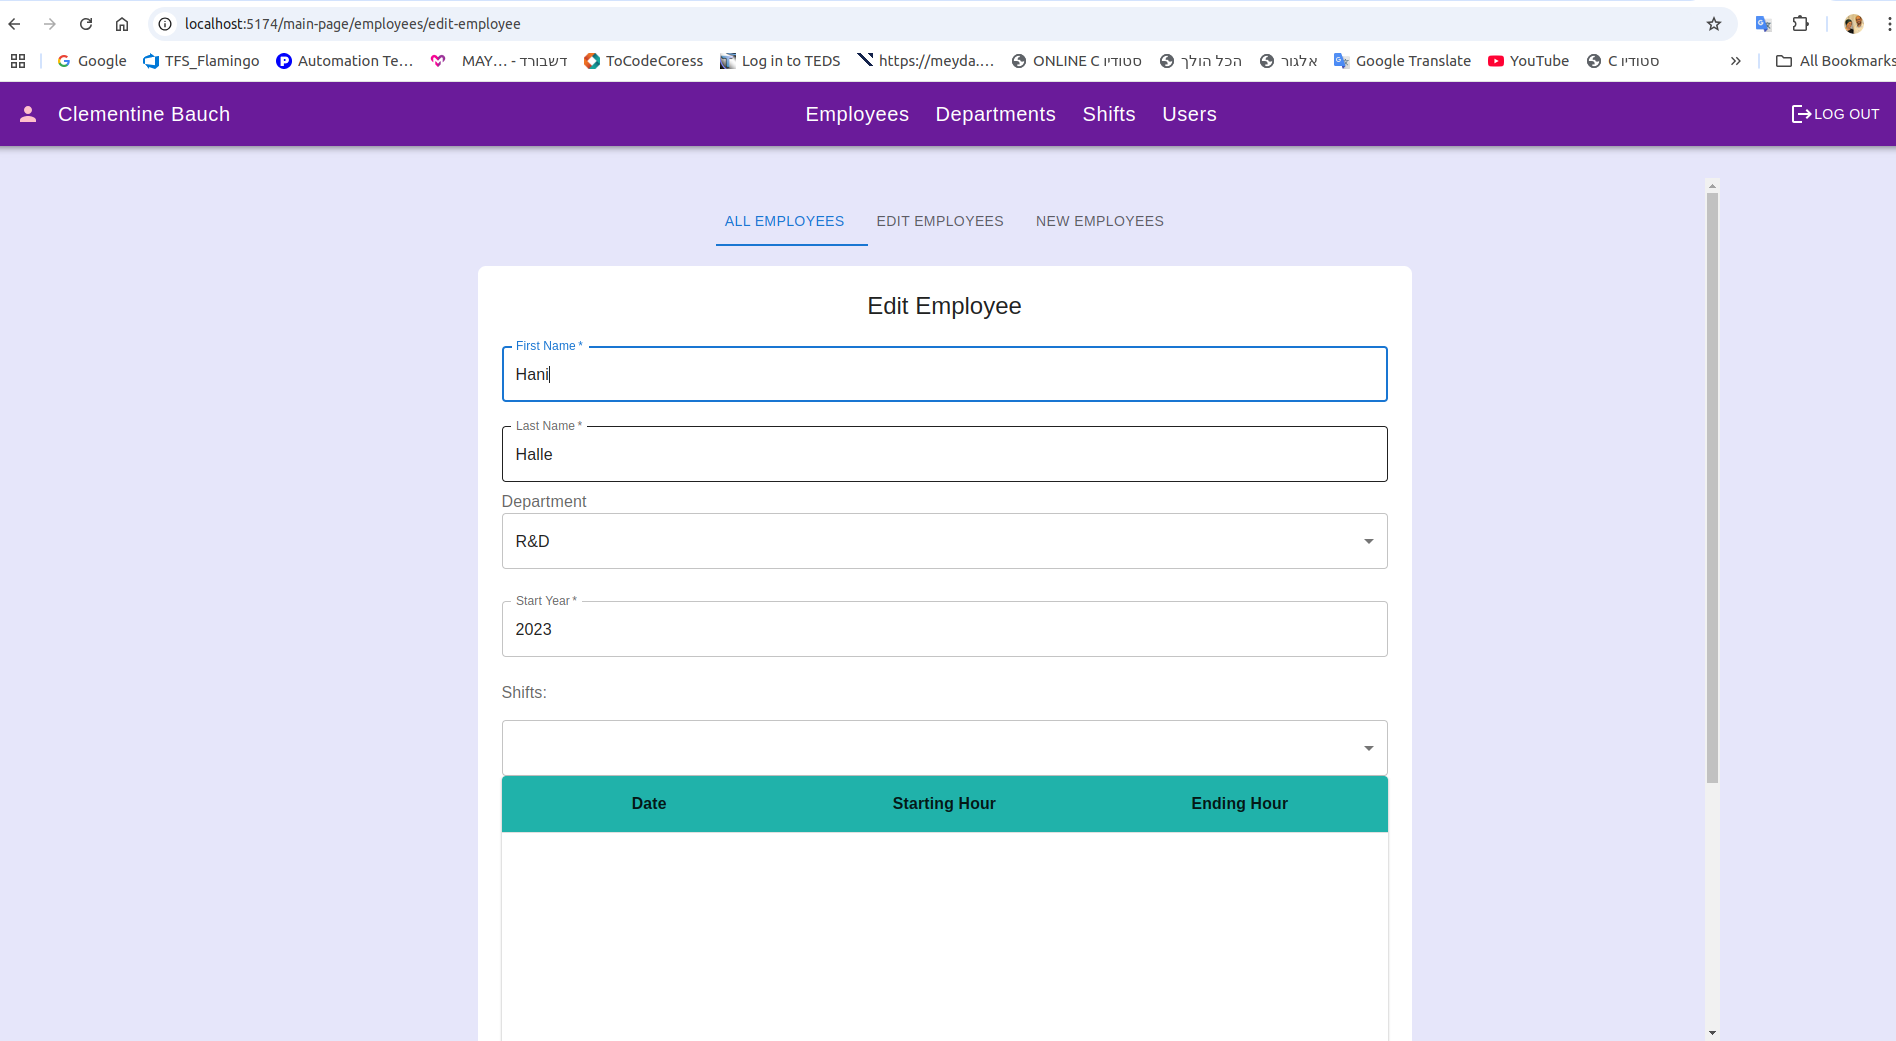 localhost:5174/main-page/employees/edit-employee
Google TFS_Flamingo Automation Te... MAY... - דשבורד ToCodeCoress Log in to TEDS https://meyda.... ONLINE C סטודיו הכל הולך אלגור Google Translate YouTube C סטודיו » All Bookmarks
Clementine Bauch Employees Departments Shifts Users LOG OUT
ALL EMPLOYEES EDIT EMPLOYEES NEW EMPLOYEES
Edit Employee
First Name *
Hani
Last Name *
Halle
Department
R&D
Start Year *
2023
Shifts:
Date Starting Hour Ending Hour